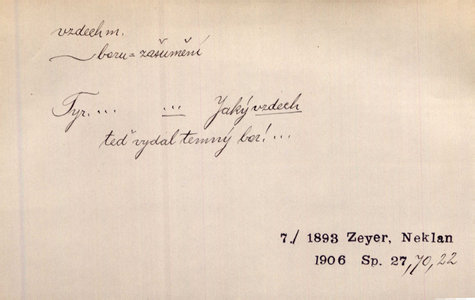 vzdech m.
~ boru = zašumění
Tyr. ... ... Jaký vzdech
teď vydal temný bor! ...
7./ 1893 Zeyer, Neklan
1906 Sp. 27,70,22